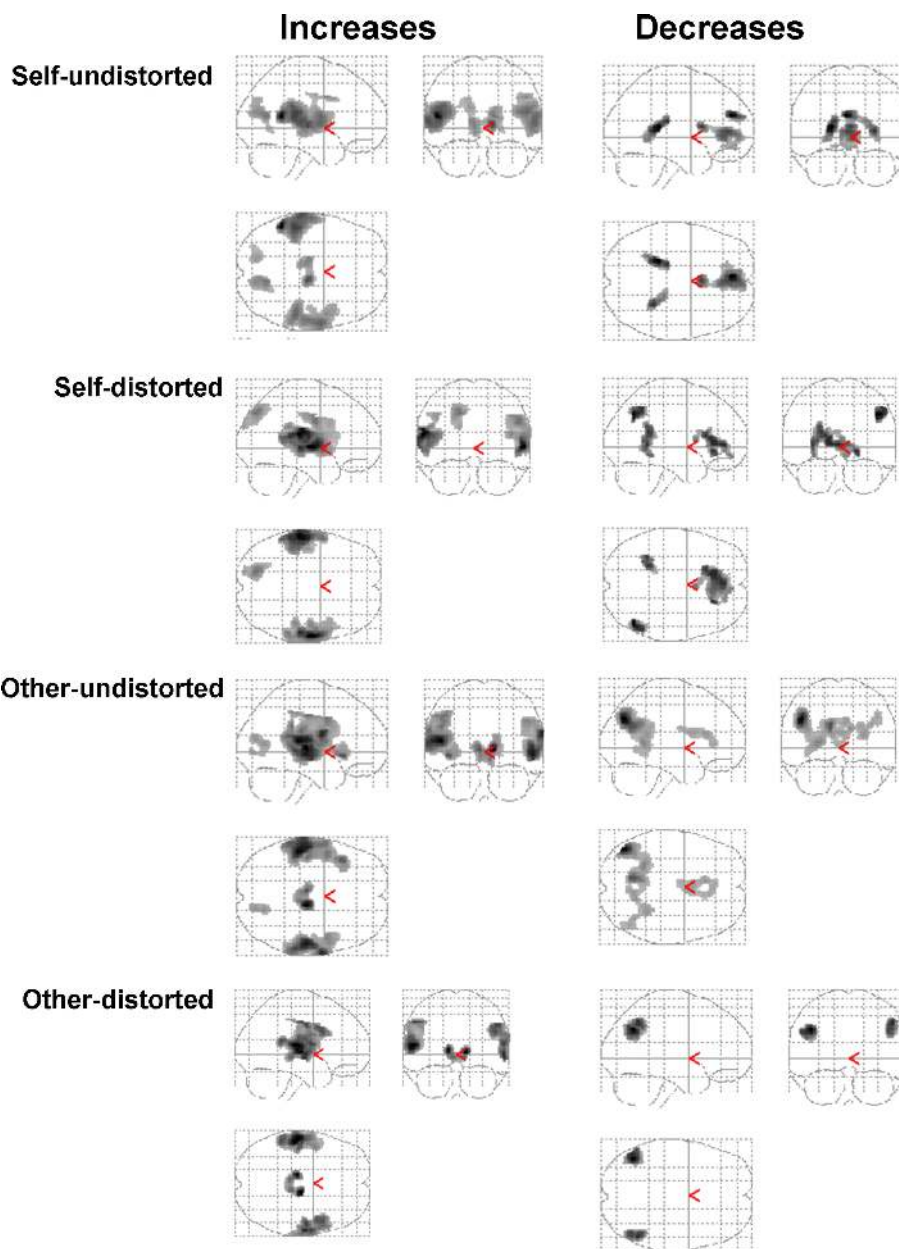 Increases Decreases
Self-undistorted
Self-distorted
Other-undistorted
Other-distorted